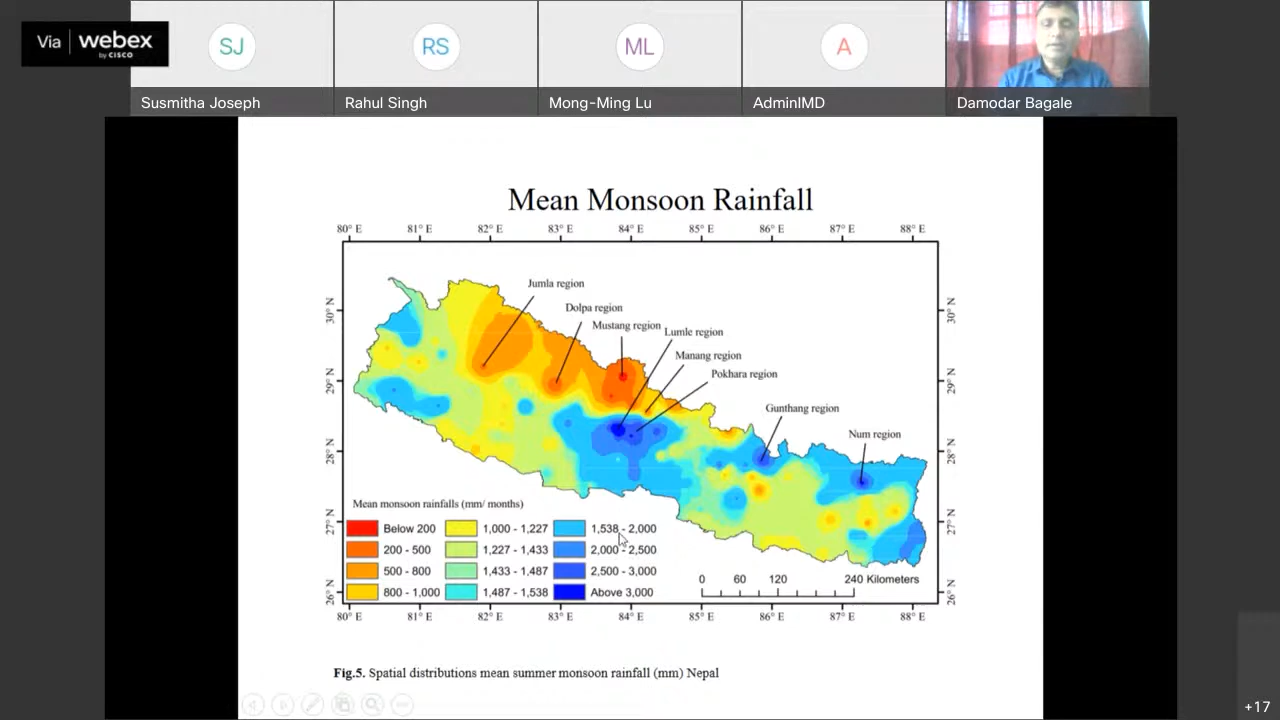 Via webex
by CISCO
SJ
RS
ML
A
Susmitha Joseph
Rahul Singh
Mong-Ming Lu
AdminIMD
Damodar Bagale
Mean Monsoon Rainfall
80° E 81° E 82° E 83° E 84° E 85° E 86° E 87° E 88° E
Jumla region
Dolpa region
Mustang region
Lumle region
Manang region
Pokhara region
Gunthang region
Num region
30° N
29° N
28° N
27° N
26° N
30° N
29° N
28° N
27° N
26° N
Mean monsoon rainfalls (mm/ months)
Below 200 1,000 - 1,227 1,538 - 2,000
200 - 500 1,227 - 1,433 2,000 - 2,500
500 - 800 1,433 - 1,487 2,500 - 3,000
800 - 1,000 1,487 - 1,538 Above 3,000
0 60 120 240 Kilometers
80° E 81° E 82° E 83° E 84° E 85° E 86° E 87° E 88° E
Fig.5. Spatial distributions mean summer monsoon rainfall (mm) Nepal
+17